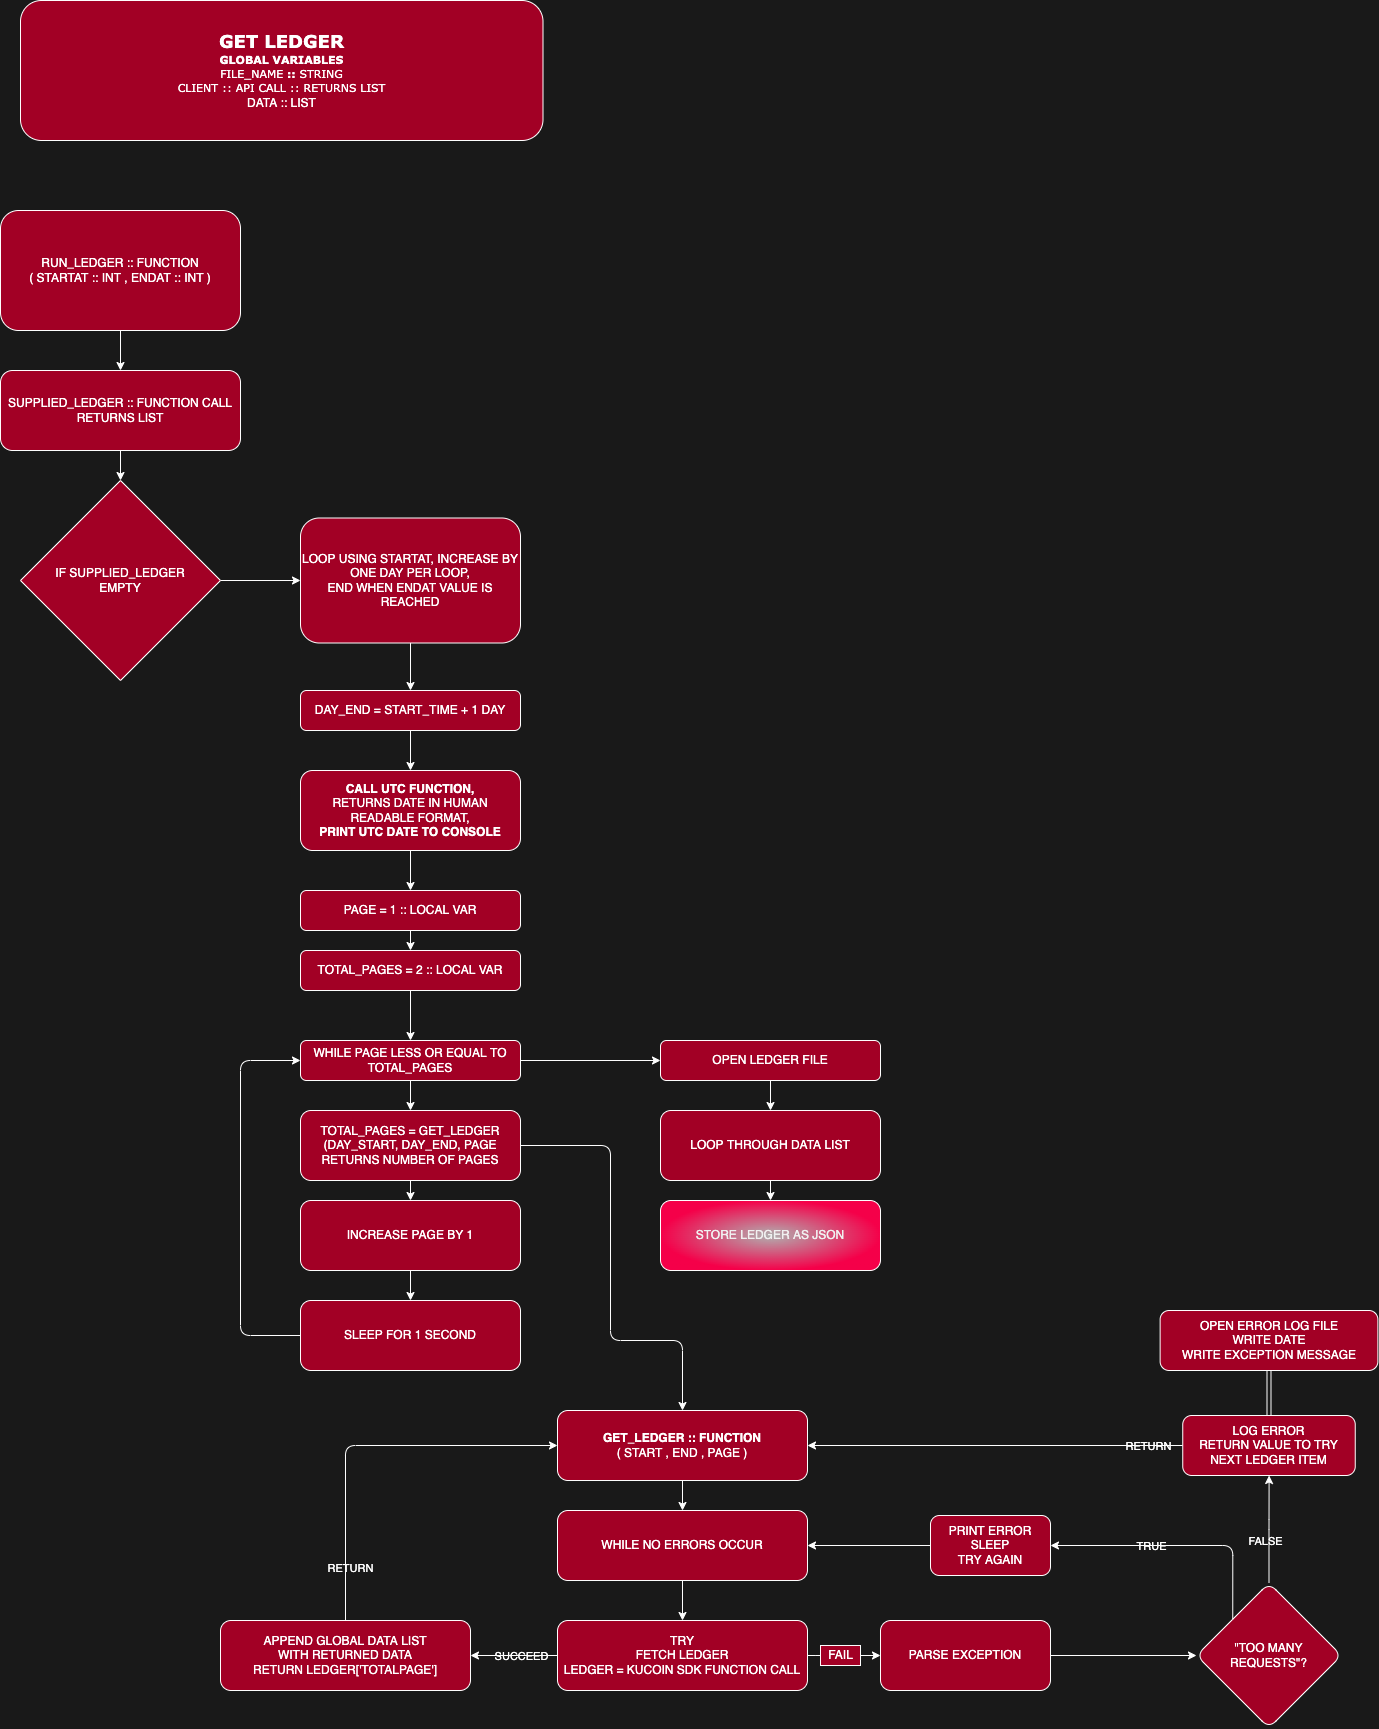 GET LEDGER
GLOBAL VARIABLES
FILE_NAME :: STRING
CLIENT :: API CALL :: RETURNS LIST
DATA :: LIST
RUN_LEDGER :: FUNCTION
( STARTAT :: INT , ENDAT :: INT )
SUPPLIED_LEDGER :: FUNCTION CALL
RETURNS LIST
IF SUPPLIED_LEDGER
EMPTY
LOOP USING STARTAT, INCREASE BY
ONE DAY PER LOOP,
END WHEN ENDAT VALUE IS
REACHED
DAY_END = START_TIME + 1 DAY
CALL UTC FUNCTION,
RETURNS DATE IN HUMAN
READABLE FORMAT,
PRINT UTC DATE TO CONSOLE
PAGE = 1 :: LOCAL VAR
TOTAL_PAGES = 2 :: LOCAL VAR
WHILE PAGE LESS OR EQUAL TO
TOTAL_PAGES
OPEN LEDGER FILE
TOTAL_PAGES = GET_LEDGER
(DAY_START, DAY_END, PAGE
RETURNS NUMBER OF PAGES
LOOP THROUGH DATA LIST
INCREASE PAGE BY 1
STORE LEDGER AS JSON
SLEEP FOR 1 SECOND
OPEN ERROR LOG FILE
WRITE DATE
WRITE EXCEPTION MESSAGE
GET_LEDGER :: FUNCTION
( START , END , PAGE )
RETURN
LOG ERROR
RETURN VALUE TO TRY
NEXT LEDGER ITEM
WHILE NO ERRORS OCCUR
PRINT ERROR
SLEEP
TRY AGAIN
TRUE
FALSE
RETURN
APPEND GLOBAL DATA LIST
WITH RETURNED DATA
RETURN LEDGER['TOTALPAGE']
SUCCEED
TRY
FETCH LEDGER
LEDGER = KUCOIN SDK FUNCTION CALL
FAIL
PARSE EXCEPTION
"TOO MANY
REQUESTS"?